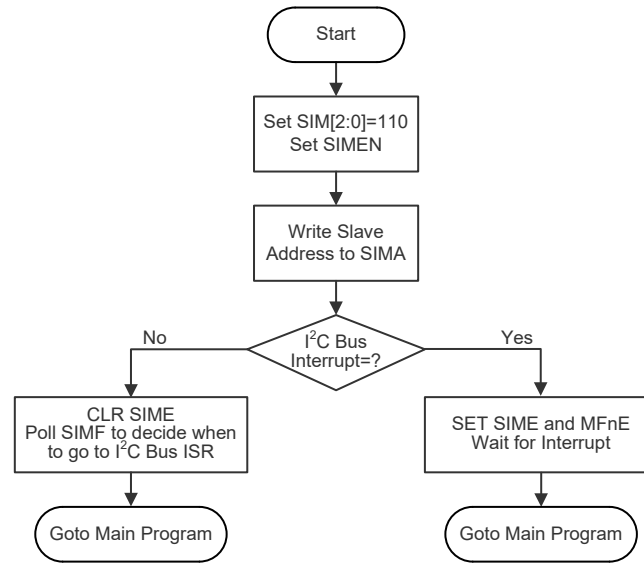 Start
Set SIM[2:0]=110
Set SIMEN
Write Slave
Address to SIMA
No
I²C Bus
Interrupt=?
Yes
CLR SIME
Poll SIMF to decide when
to go to I²C Bus ISR
SET SIME and MFnE
Wait for Interrupt
Goto Main Program
Goto Main Program